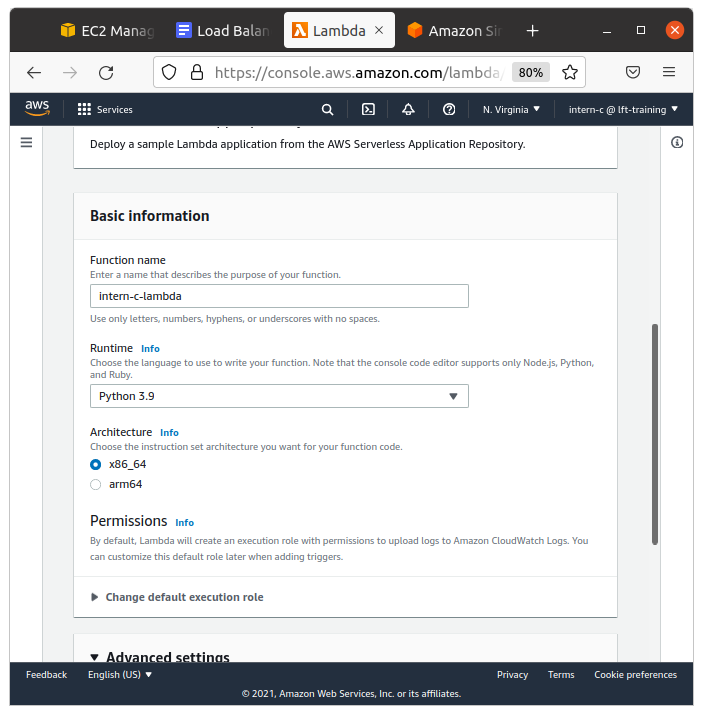 EC2 Manag
Load Balan
Lambda
Amazon Sim
https://console.aws.amazon.com/lambda/
80%
aws
Services
N. Virginia
intern-c @ lft-training
Deploy a sample Lambda application from the AWS Serverless Application Repository.
Basic information
Function name
Enter a name that describes the purpose of your function.
intern-c-lambda
Use only letters, numbers, hyphens, or underscores with no spaces.
Runtime Info
Choose the language to use to write your function. Note that the console code editor supports only Node.js, Python,
and Ruby.
Python 3.9
Architecture Info
Choose the instruction set architecture you want for your function code.
x86_64
arm64
Permissions Info
By default, Lambda will create an execution role with permissions to upload logs to Amazon CloudWatch Logs. You
can customize this default role later when adding triggers.
Change default execution role
Advanced settings
Feedback
English (US)
Privacy
Terms
Cookie preferences
© 2021, Amazon Web Services, Inc. or its affiliates.